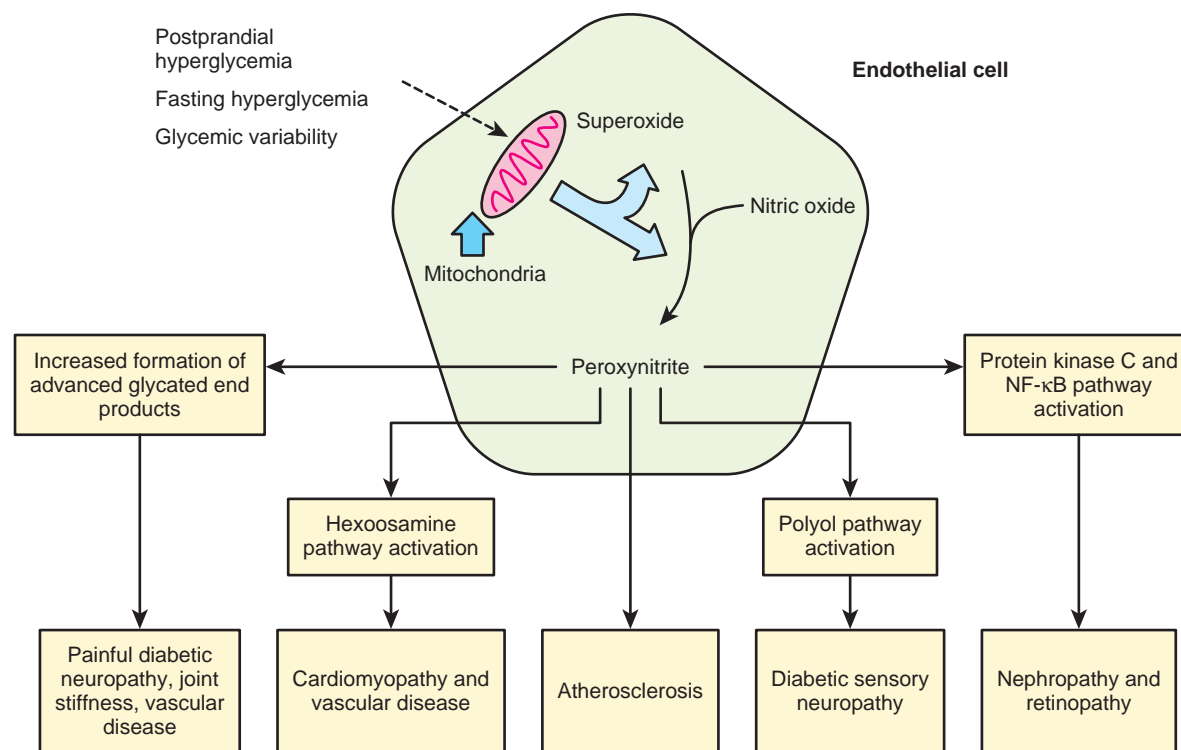 Postprandial
hyperglycemia
Fasting hyperglycemia
Glycemic variability
Endothelial cell
Superoxide
Nitric oxide
Mitochondria
Peroxynitrite
Increased formation of
advanced glycated end
products
Protein kinase C and
NF-κB pathway
activation
Hexoosamine
pathway activation
Polyol pathway
activation
Painful diabetic
neuropathy, joint
stiffness, vascular
disease
Cardiomyopathy and
vascular disease
Atherosclerosis
Diabetic sensory
neuropathy
Nephropathy and
retinopathy